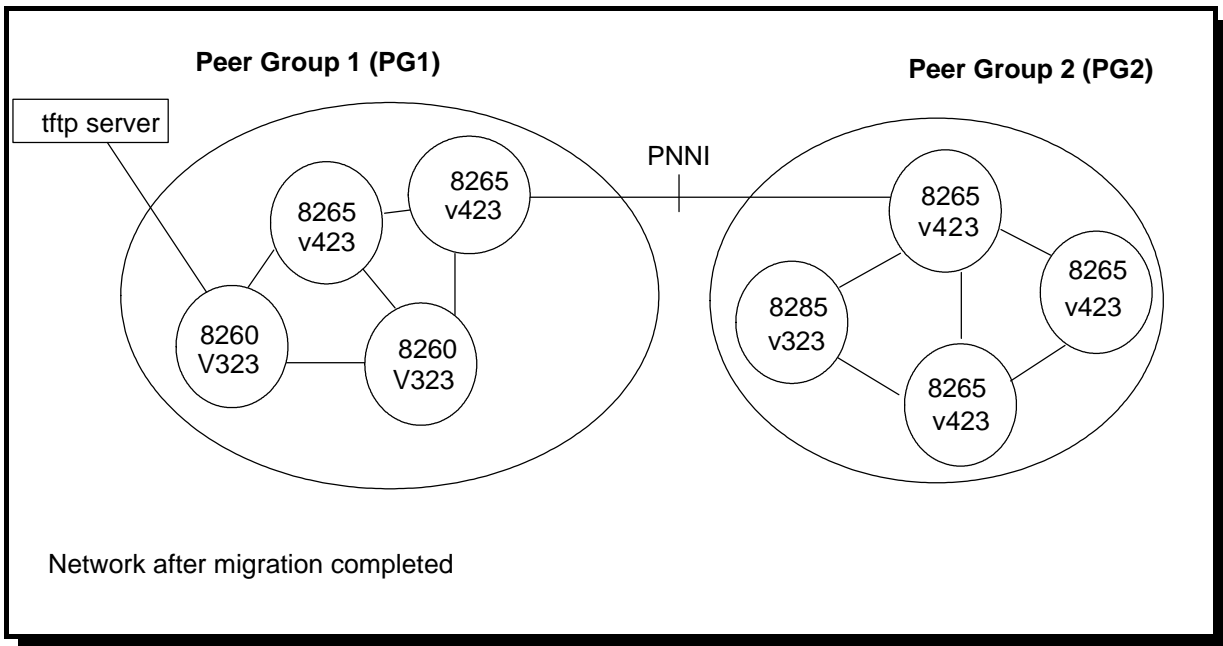 Peer Group 1 (PG1)
Peer Group 2 (PG2)
tftp server
PNNI
8265
v423
8265
v423
8260
V323
8260
V323
8265
v423
8285
v323
8265
v423
8265
v423
Network after migration completed